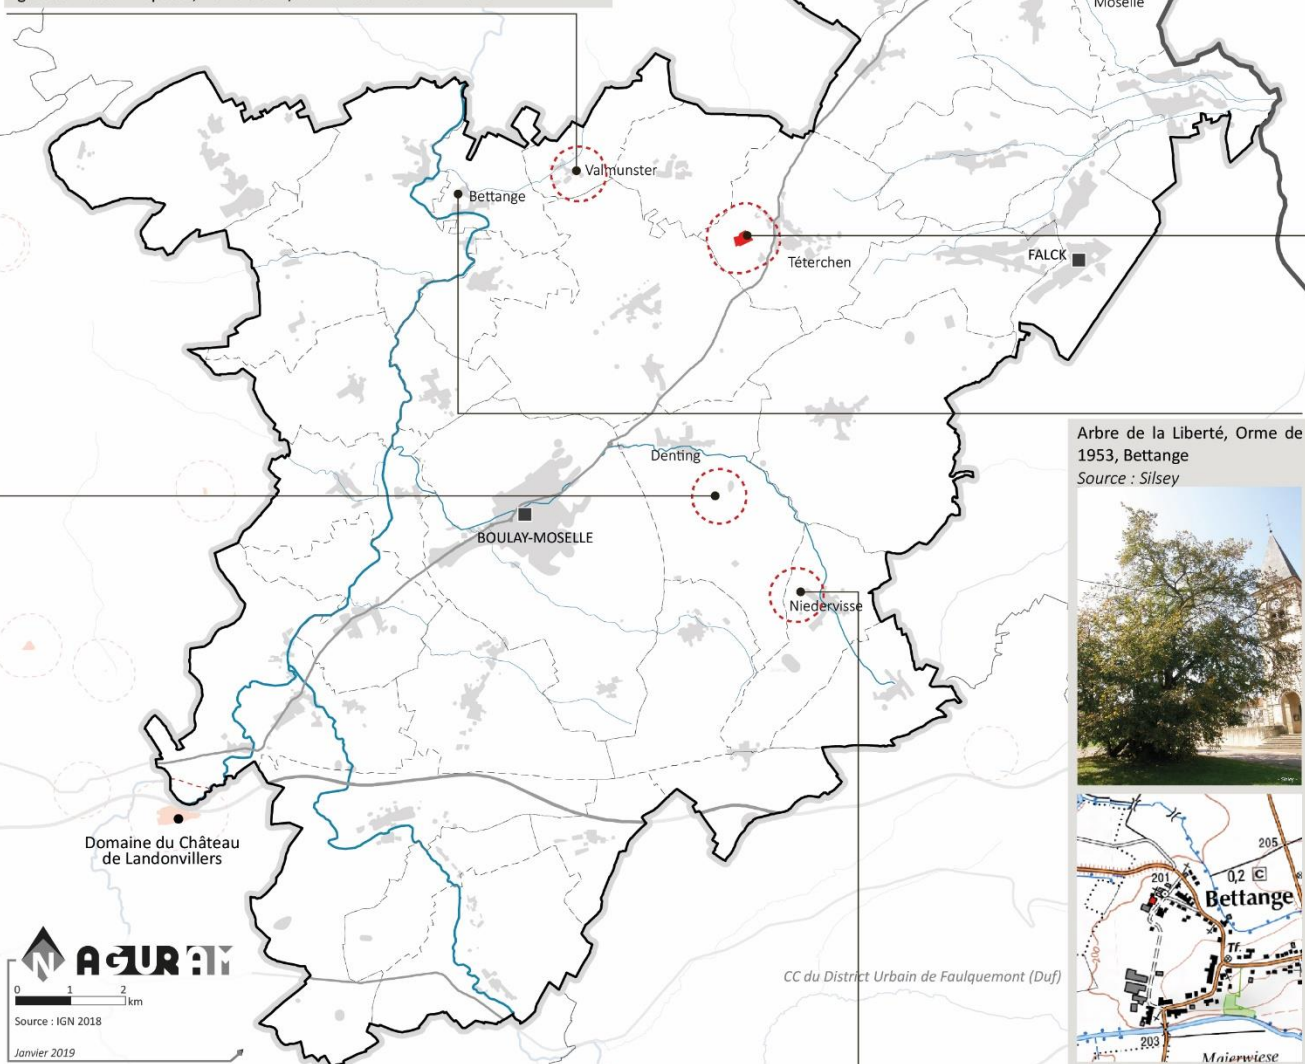 Moselle
Valmunster
Bettange
Téterchen
FALCK
Denting
BOULAY-MOSELLE
Niedervisse
Arbre de la Liberté, Orme de
1953, Bettange
Source : Silsey
Domaine du Château
de Landonvillers
205
201
0,2 C
Bettange
Tf.
200
203
Maierwiese
N AGURAM
0 1 2
km
Source : IGN 2018
Janvier 2019
CC du District Urbain de Faulquemont (Duf)